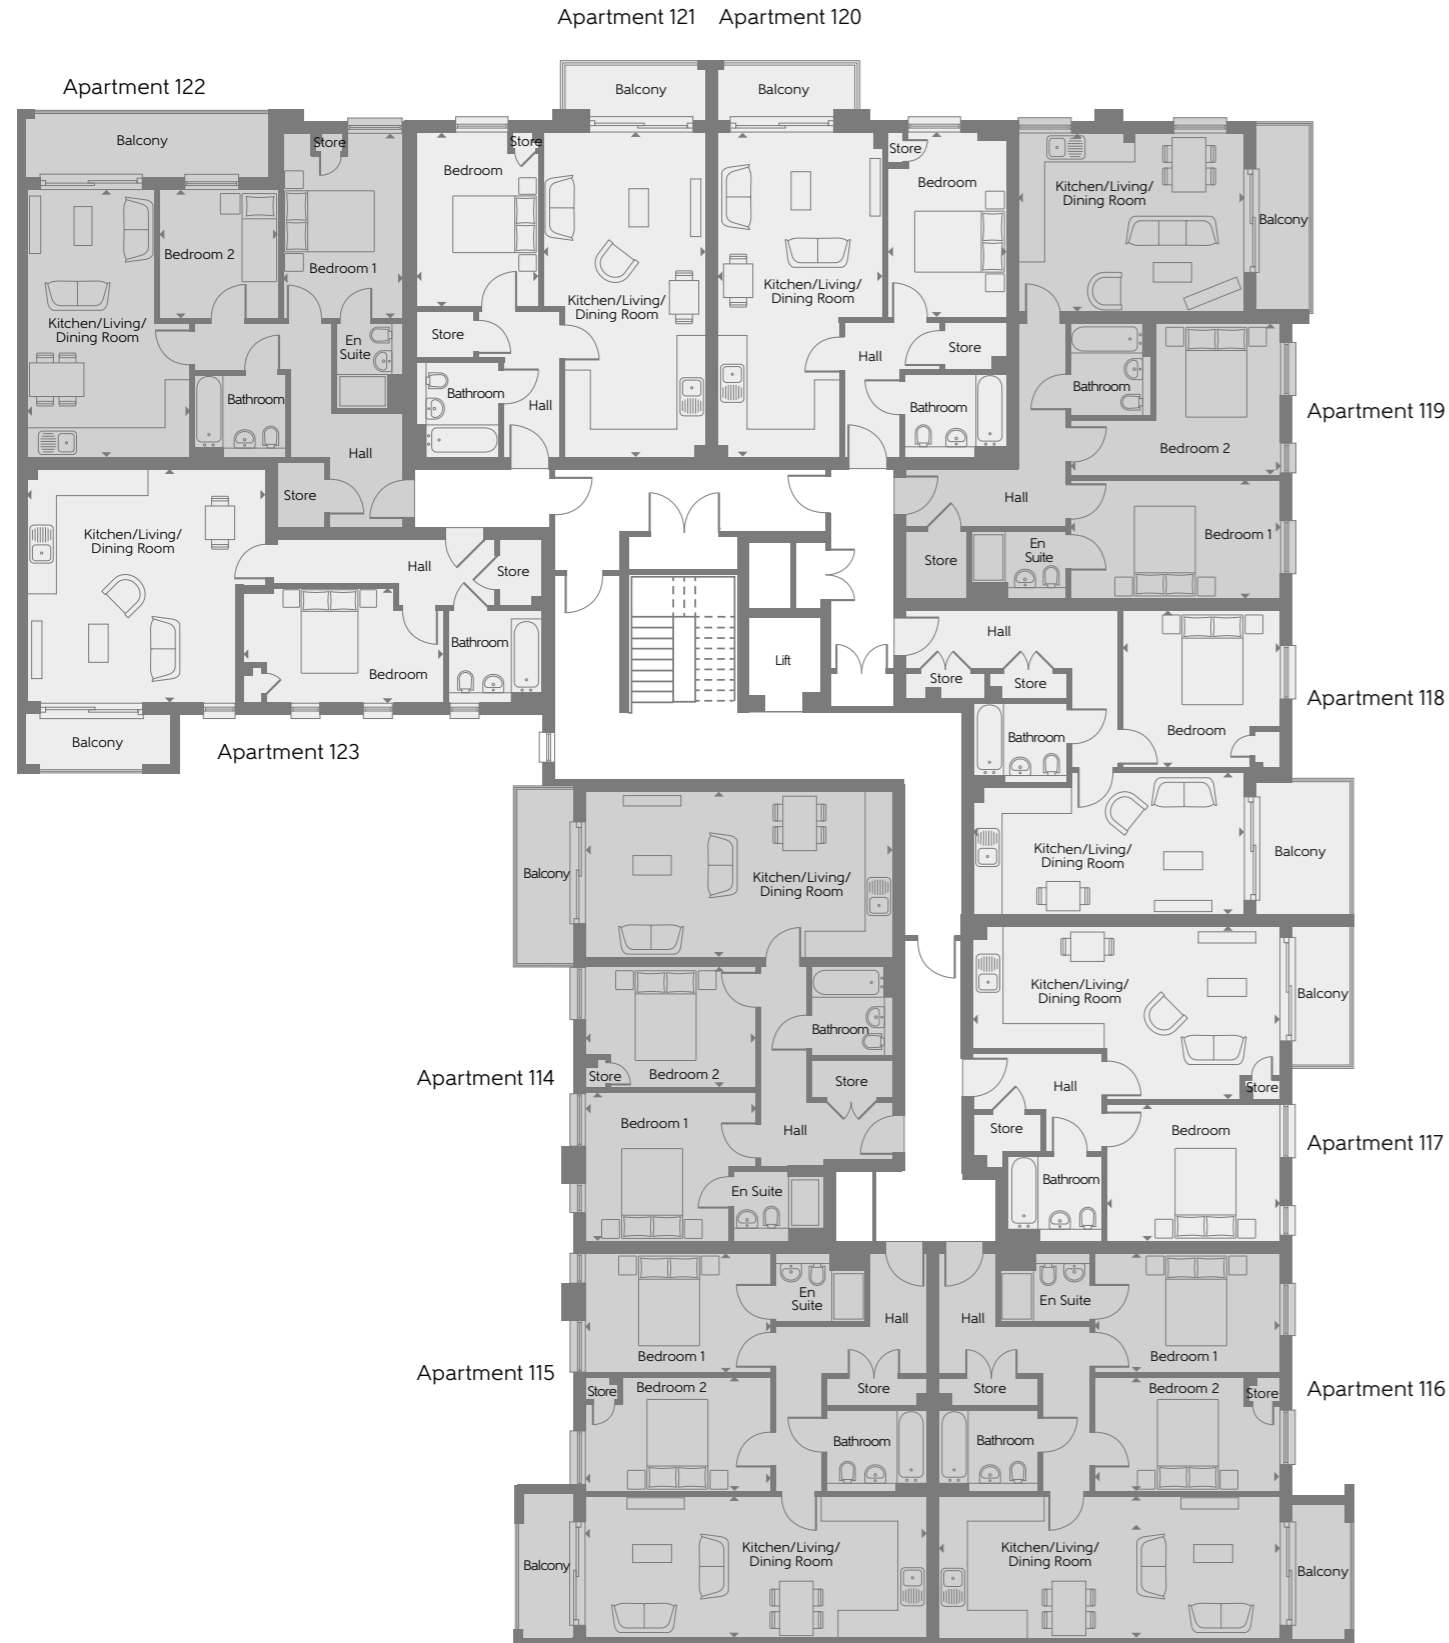 Apartment 121
Apartment 120
Apartment 122
Balcony
Balcony
Balcony
Store
Bedroom 2
Bedroom 1
Kitchen/Living/
Dining Room
En
Suite
Bathroom
Hall
Store
Store
Bedroom
Kitchen/Living/
Dining Room
Store
Bathroom
Hall
Store
Bedroom
Kitchen/Living/
Dining Room
Hall
Store
Bathroom
Kitchen/Living/
Dining Room
Balcony
Bathroom
Bedroom 2
Apartment 119
Hall
Bedroom 1
En
Suite
Store
Kitchen/Living/
Dining Room
Hall
Store
Bathroom
Bedroom
Balcony
Apartment 123
Lift
Hall
Store
Store
Bathroom
Bedroom
Apartment 118
Kitchen/Living/
Dining Room
Balcony
Balcony
Kitchen/Living/
Dining Room
Bathroom
Store
Bedroom 2
Apartment 114
Store
Bedroom 1
Hall
En Suite
Kitchen/Living/
Dining Room
Balcony
Store
Hall
Store
Bedroom
Bathroom
Apartment 117
En
Suite
Hall
Bedroom 1
Apartment 115
Store
Bedroom 2
Store
Bathroom
Kitchen/Living/
Dining Room
Balcony
Hall
En Suite
Bedroom 1
Store
Bedroom 2
Store
Apartment 116
Bathroom
Kitchen/Living/
Dining Room
Balcony